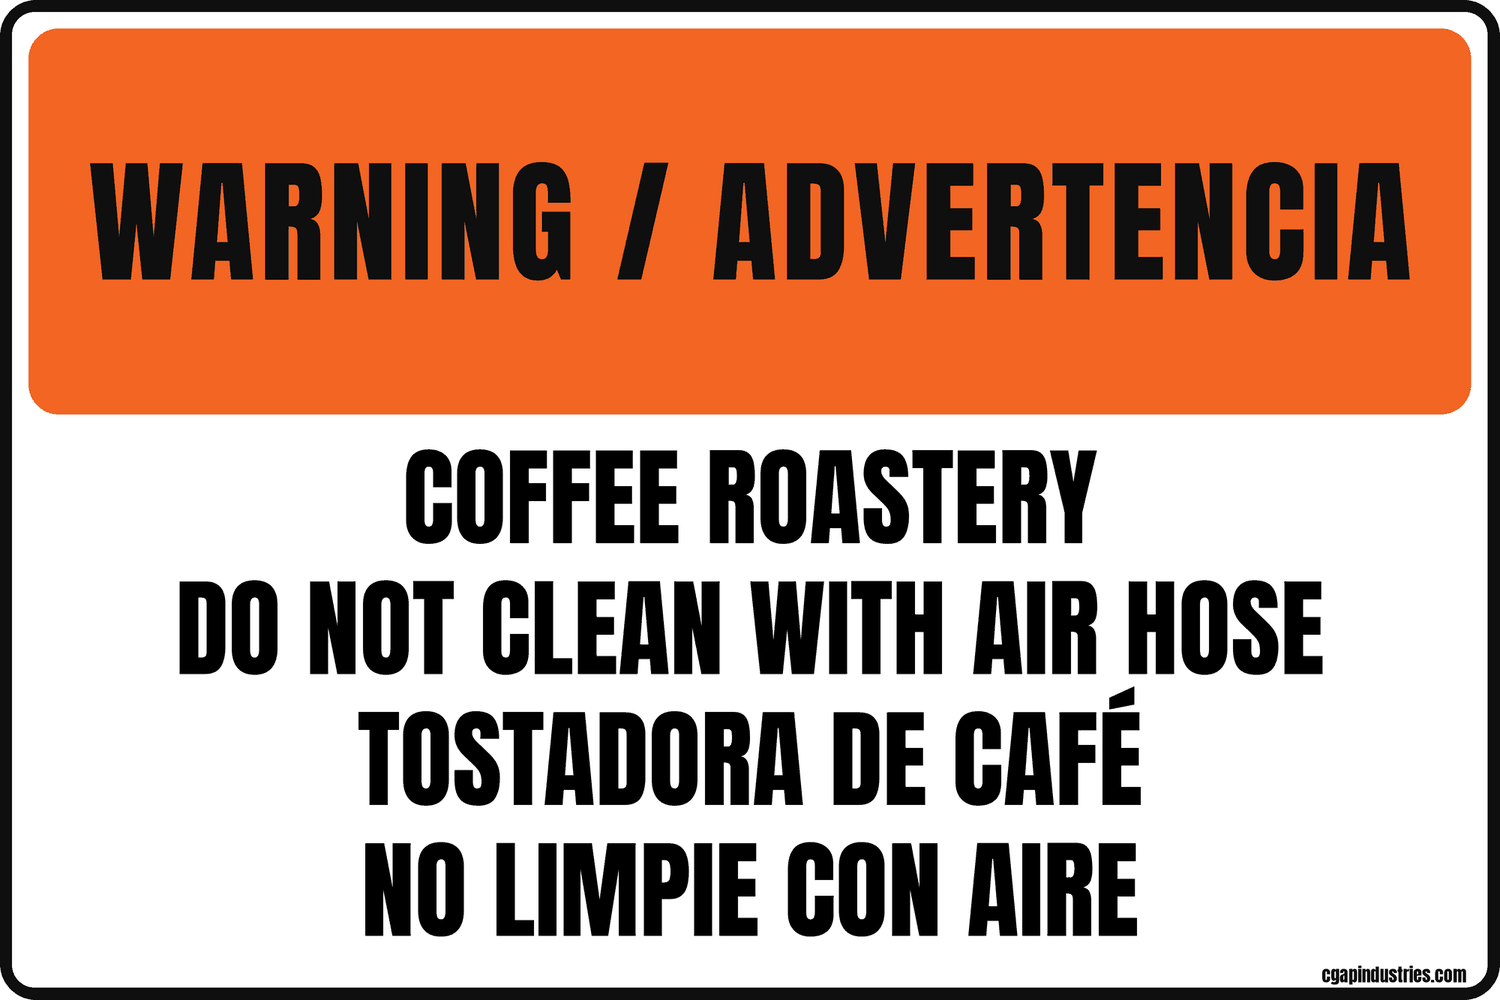 WARNING / ADVERTENCIA
COFFEE ROASTERY
DO NOT CLEAN WITH AIR HOSE
TOSTADORA DE CAFÉ
NO LIMPIE CON AIRE
cgapindustries.com